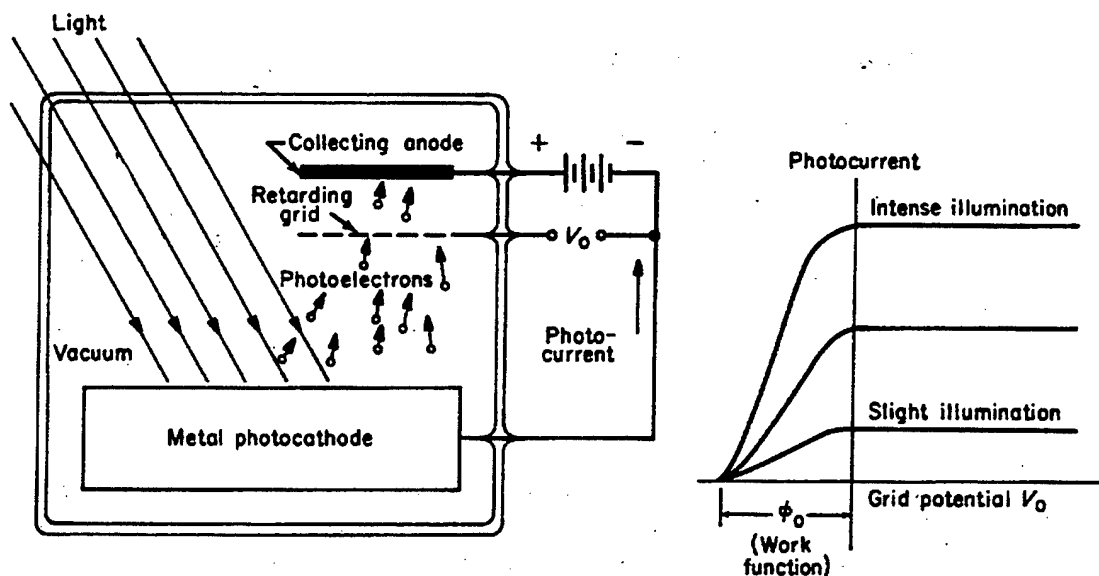 Light
Collecting anode
+ -
Retarding
grid
V₀
Photoelectrons
Vacuum
Photo-
current
Metal photocathode
Photocurrent
Intense illumination
Slight illumination
Grid potential V₀
ϕ₀
(Work
function)